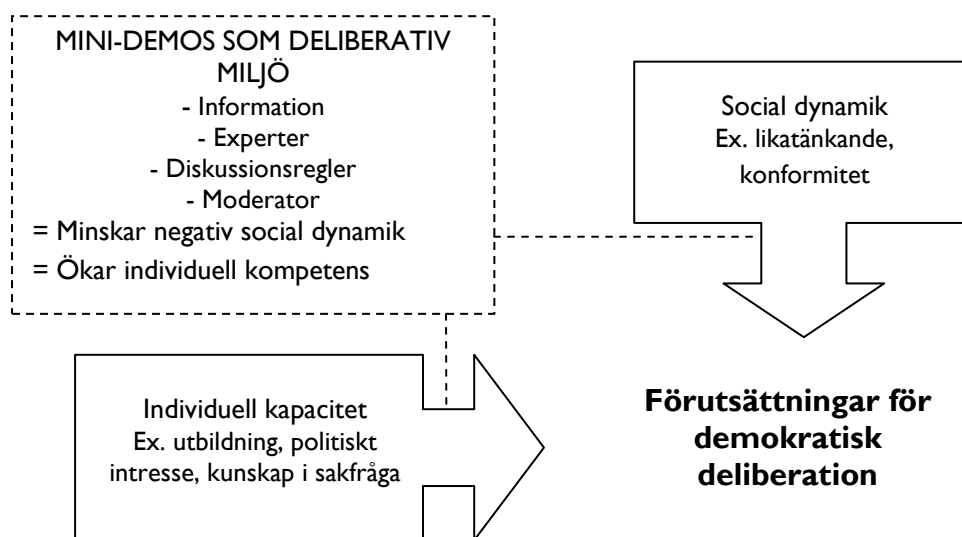 MINI-DEMOS SOM DELIBERATIV
MILJÖ
- Information
- Experter
- Diskussionsregler
- Moderator
= Minskar negativ social dynamik
= Ökar individuell kompetens
Social dynamik
Ex. likatänkande,
konformitet
Individuell kapacitet
Ex. utbildning, politiskt
intresse, kunskap i sakfråga
Förutsättningar för
demokratisk
deliberation